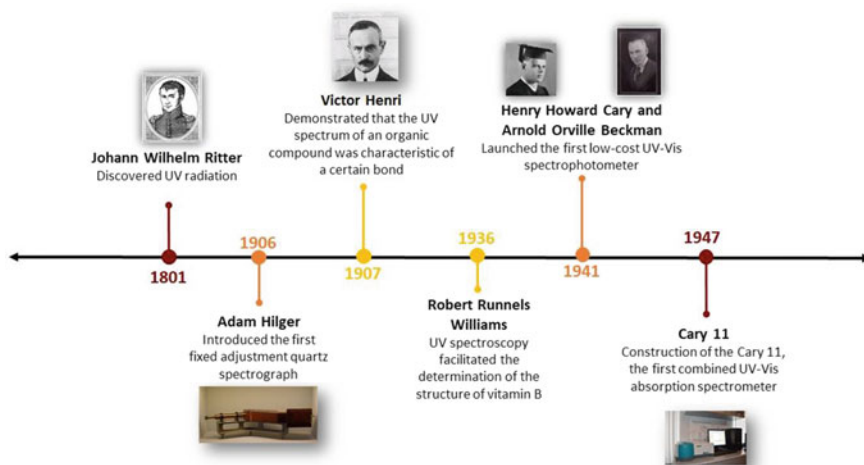 Johann Wilhelm Ritter
Discovered UV radiation
1801
1906
Adam Hilger
Introduced the first
fixed adjustment quartz
spectrograph
Victor Henri
Demonstrated that the UV
spectrum of an organic
compound was characteristic of
a certain bond
1907
1936
Robert Runnels
Williams
UV spectroscopy
facilitated the
determination of the
structure of vitamin B
Henry Howard Cary and
Arnold Orville Beckman
Launched the first low-cost UV-Vis
spectrophotometer
1941
1947
Cary 11
Construction of the Cary 11,
the first combined UV-Vis
absorption spectrometer